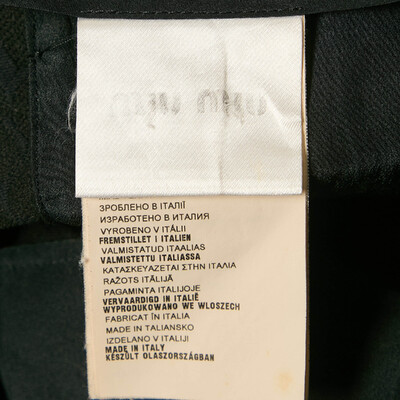 miu miu
ЗРОБЛЕНО В ІТАЛІЇ
ИЗРАБОТЕНО В ИТАЛИЯ
VYROBENO V ITÁLII
FREMSTILLET I ITALIEN
VALMISTATUD ITAALIAS
VALMISTETTU ITALIASSA
ΚΑΤΑΣΚΕΥΑΖΕΤΑΙ ΣΤΗΝ ΙΤΑΛΙΑ
RAŽOTS ITĀLIJĀ
PAGAMINTA ITALIJOJE
VERVAARDIGD IN ITALIË
WYPRODUKOWANO WE WLOSZECH
FABRICAT ÎN ITALIA
MADE IN TALIANSKO
IZDELANO V ITALIJI
MADE IN ITALY
KÉSZÜLT OLASZORSZÁGBAN